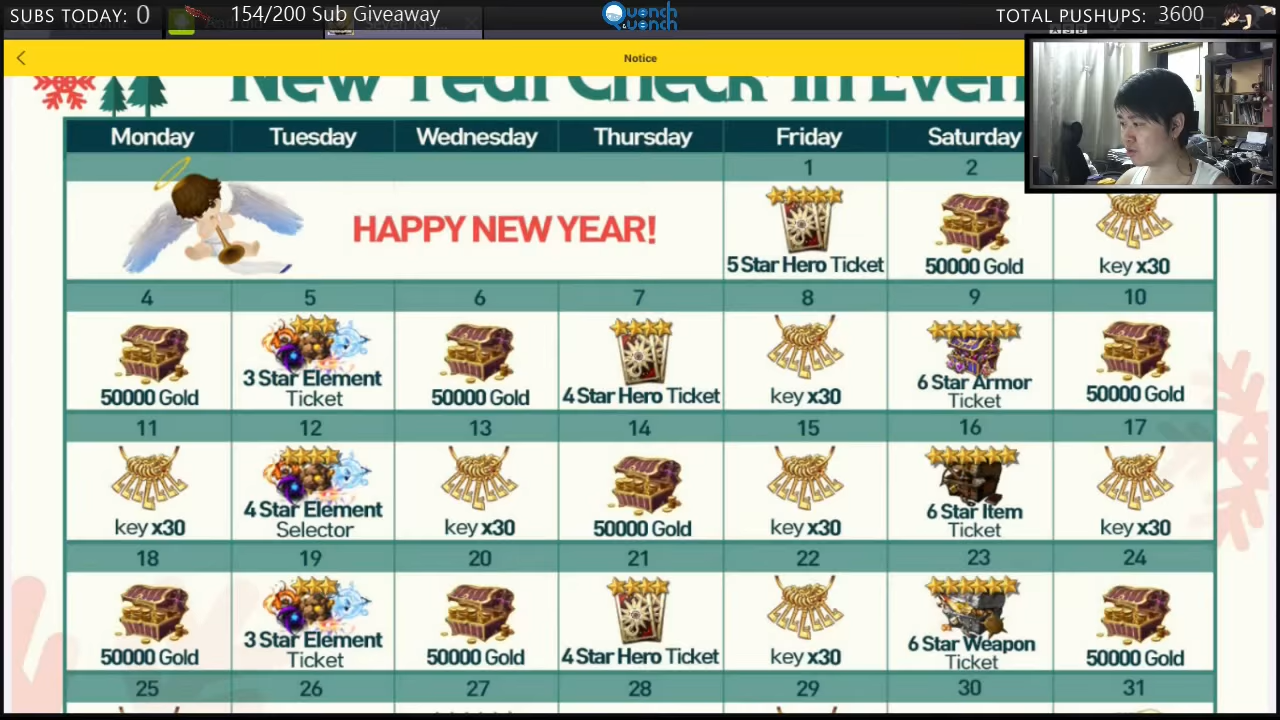 SUBS TODAY: 0 154/200 Sub Giveaway Quench Quench TOTAL PUSHUPS: 3600
Notice
New Year Check In Event
Monday Tuesday Wednesday Thursday Friday Saturday
1 2
HAPPY NEW YEAR!
5 Star Hero Ticket 50000 Gold key x30
4 5 6 7 8 9 10
50000 Gold 3 Star Element Ticket 50000 Gold 4 Star Hero Ticket key x30 6 Star Armor Ticket 50000 Gold
11 12 13 14 15 16 17
key x30 4 Star Element Selector key x30 50000 Gold key x30 6 Star Item Ticket key x30
18 19 20 21 22 23 24
50000 Gold 3 Star Element Ticket 50000 Gold 4 Star Hero Ticket key x30 6 Star Weapon Ticket 50000 Gold
25 26 27 28 29 30 31